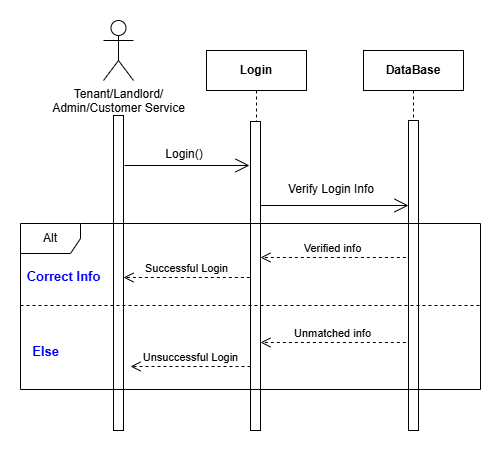 Tenant/Landlord/
Admin/Customer Service
Login
DataBase
Login()
Verify Login Info
Alt
Correct Info
Verified info
Successful Login
Else
Unmatched info
Unsuccessful Login